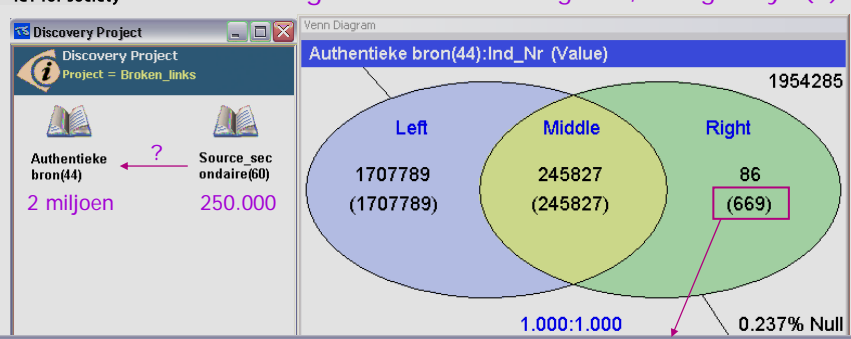 Discovery Project
Discovery Project
Project = Broken_links
Authentieke
bron(44)
?
Source_sec
ondaire(60)
2 miljoen
250.000
Venn Diagram
Authentieke bron(44):Ind_Nr (Value)
1954285
Left
Middle
Right
1707789
245827
86
(1707789)
(245827)
(669)
1.000:1.000
0.237% Null